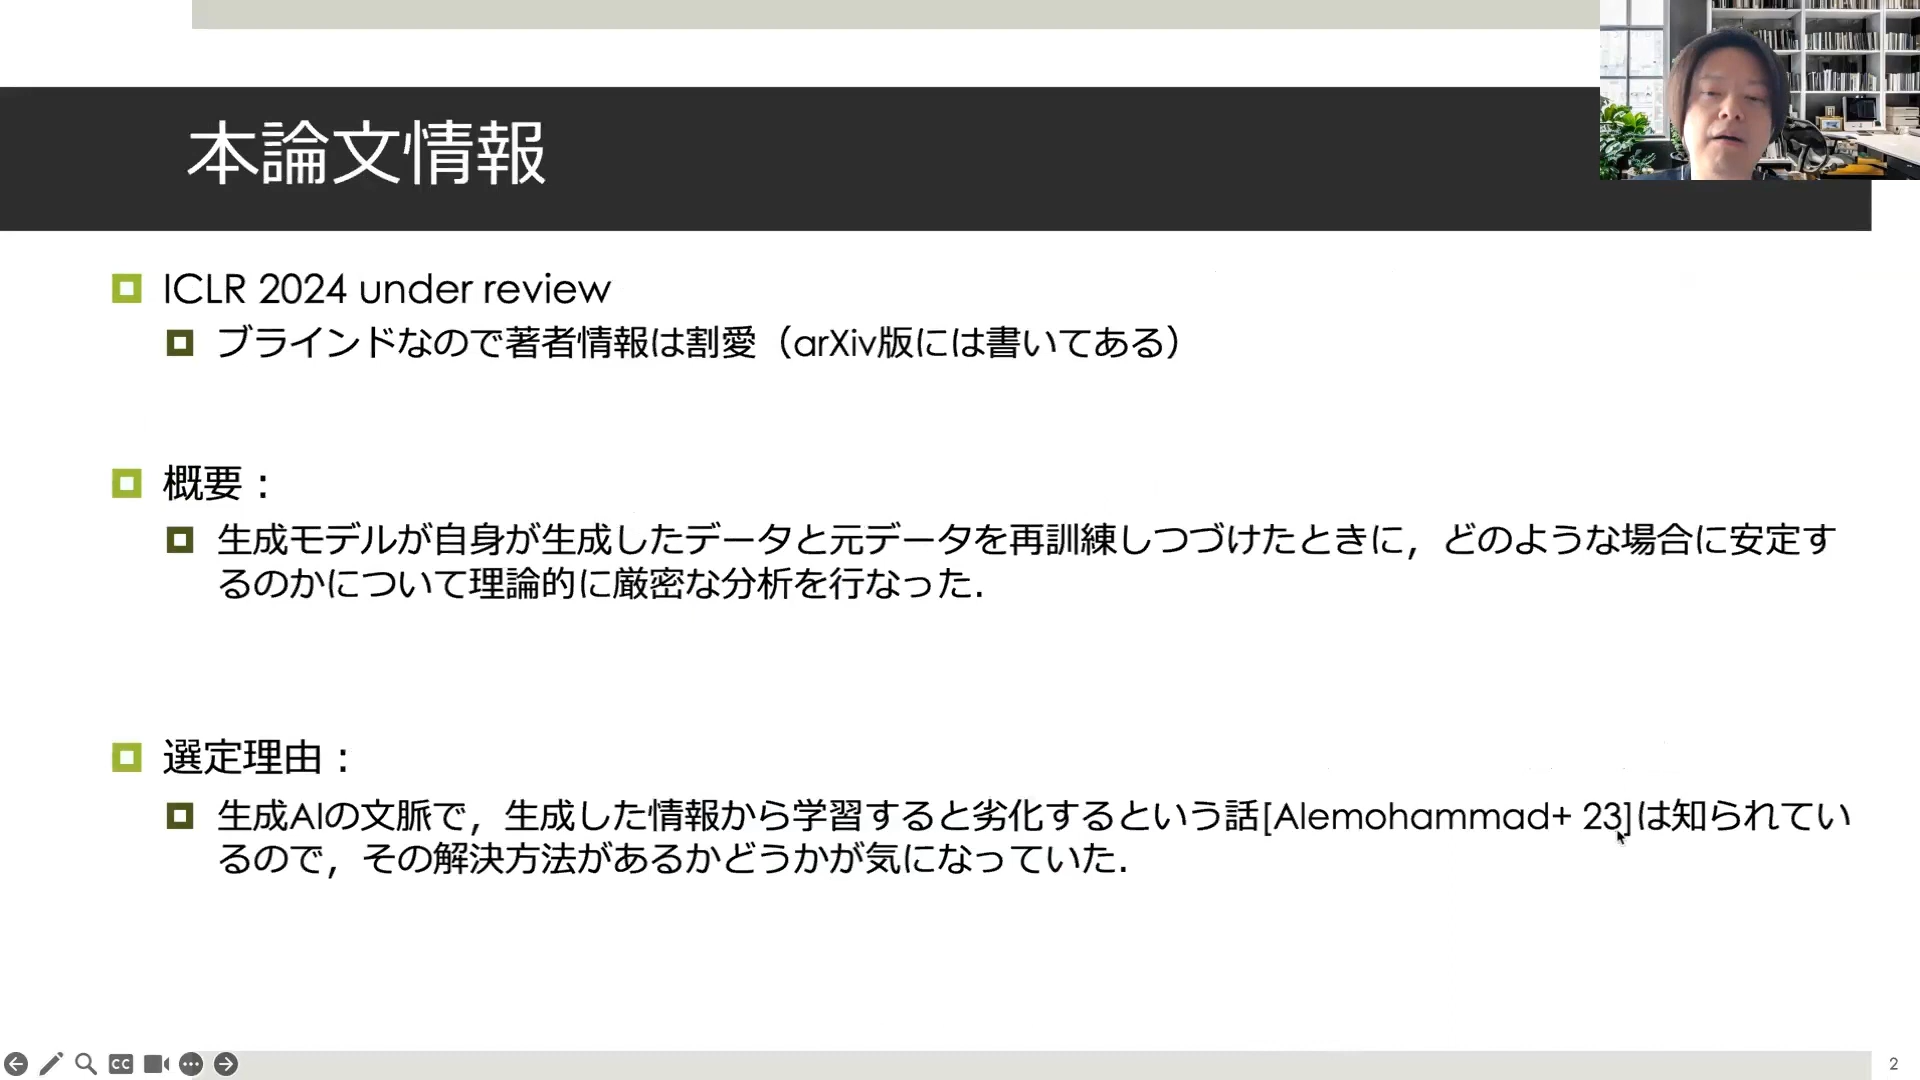 本論文情報
ICLR 2024 under review
ブラインドなので著者情報は割愛（arXiv版には書いてある）
概要：
生成モデルが自身が生成したデータと元データを再訓練しつづけたときに，どのような場合に安定す
るのかについて理論的に厳密な分析を行なった．
選定理由：
生成AIの文脈で，生成した情報から学習すると劣化するという話[Alemohammad+ 23]は知られてい
るので，その解決方法があるかどうかが気になっていた．
CC
2